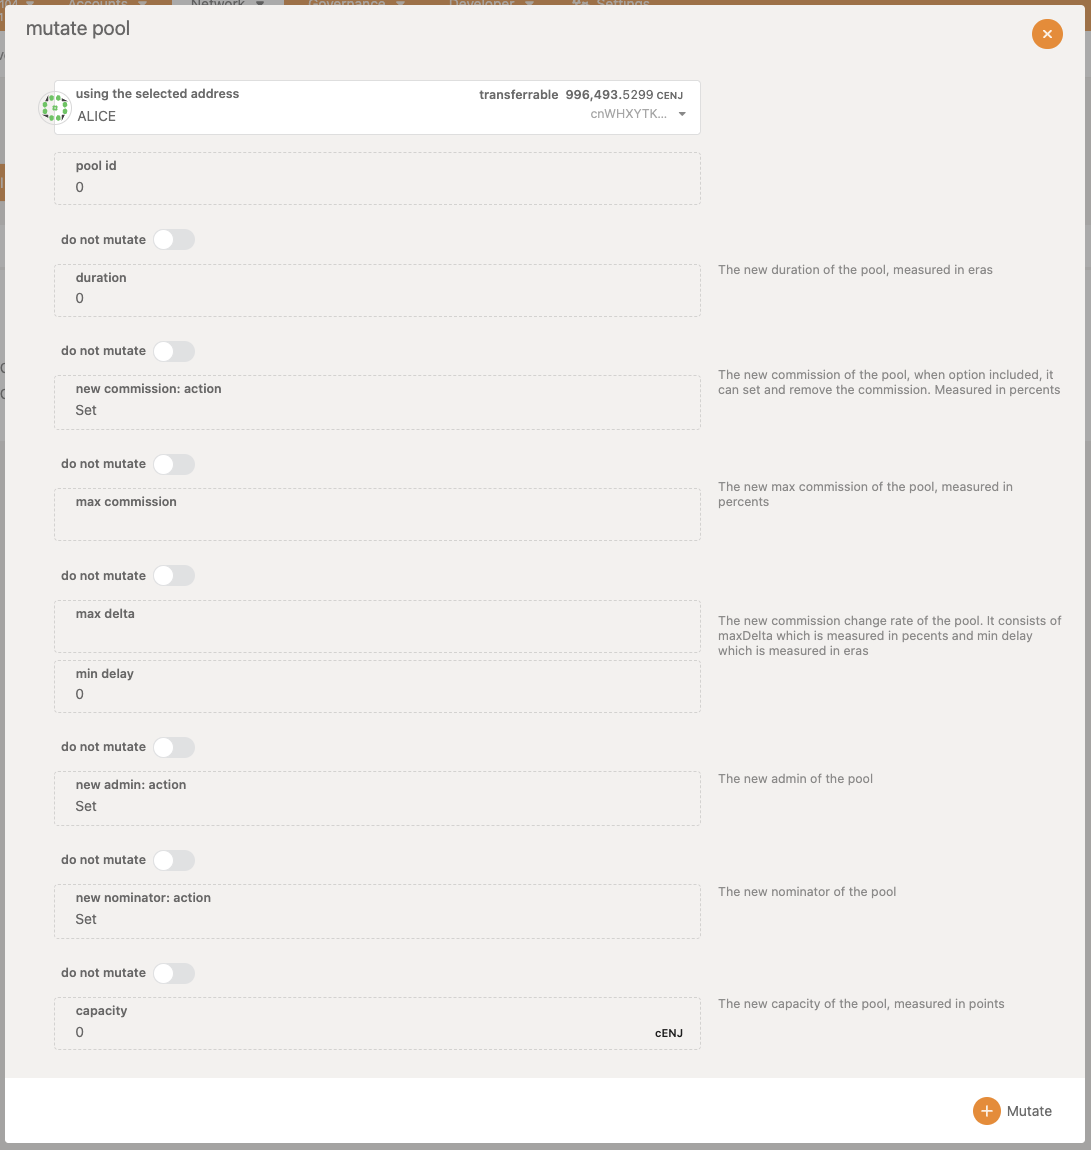 Accounts
Network
Governance
Developer
Settings
mutate pool
using the selected address
transferrable 996,493.5299 CENJ
ALICE
cnWHXYTK...
pool id
0
do not mutate
duration
0
The new duration of the pool, measured in eras
do not mutate
new commission: action
Set
The new commission of the pool, when option included, it
can set and remove the commission. Measured in percents
do not mutate
max commission
The new max commission of the pool, measured in
percents
do not mutate
max delta
The new commission change rate of the pool. It consists of
maxDelta which is measured in pecents and min delay
which is measured in eras
min delay
0
do not mutate
new admin: action
Set
The new admin of the pool
do not mutate
new nominator: action
Set
The new nominator of the pool
do not mutate
capacity
0
cENJ
The new capacity of the pool, measured in points
Mutate